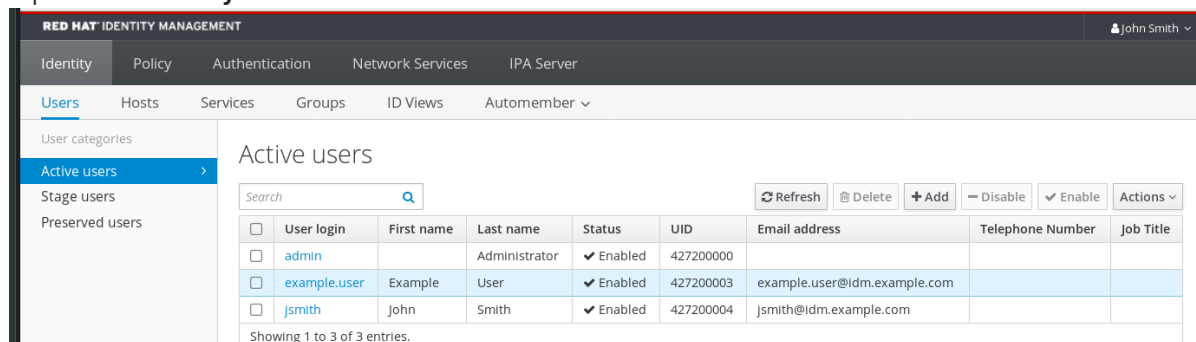 RED HAT® IDENTITY MANAGEMENT John Smith
Identity Policy Authentication Network Services IPA Server
Users Hosts Services Groups ID Views Automember
User categories
Active users
Stage users
Preserved users
Active users
Search Refresh Delete Add Disable Enable Actions
User login First name Last name Status UID Email address Telephone Number Job Title
admin Administrator Enabled 427200000
example.user Example User Enabled 427200003 example.user@idm.example.com
jsmith John Smith Enabled 427200004 jsmith@idm.example.com
Showing 1 to 3 of 3 entries.